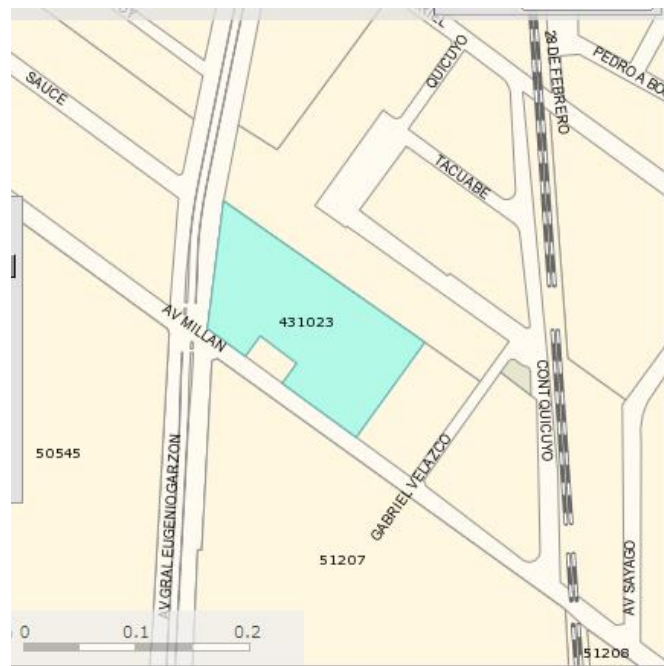 28 DE FEBRERO
PEDRO A BO
QUICUYO
SAUCE
TACUABE
431023
AV MILLAN
CONT QUICUYO
50545
GABRIEL VELAZCO
AV GRAL EUGENIO GARZON
51207
AV SAYAGO
0 0.1 0.2
51208